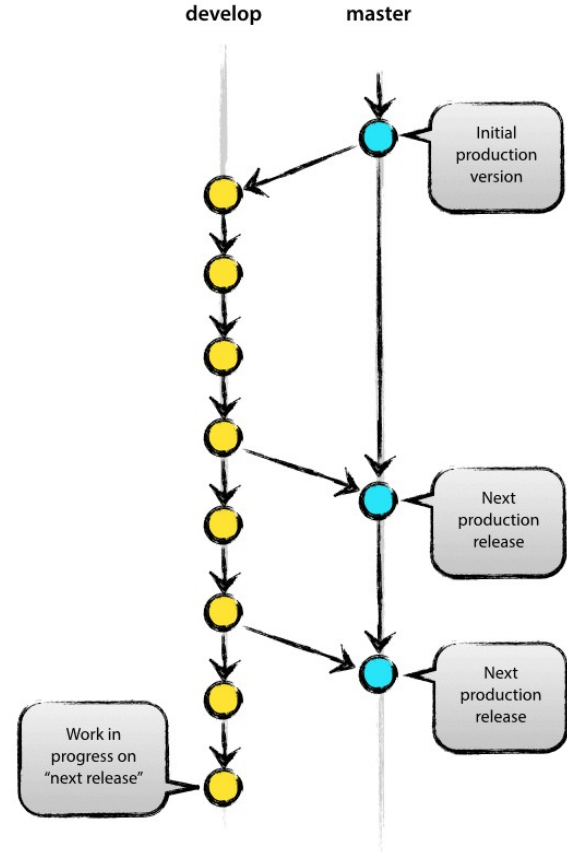 develop
master
Initial
production
version
Next
production
release
Next
production
release
Work in
progress on
“next release”